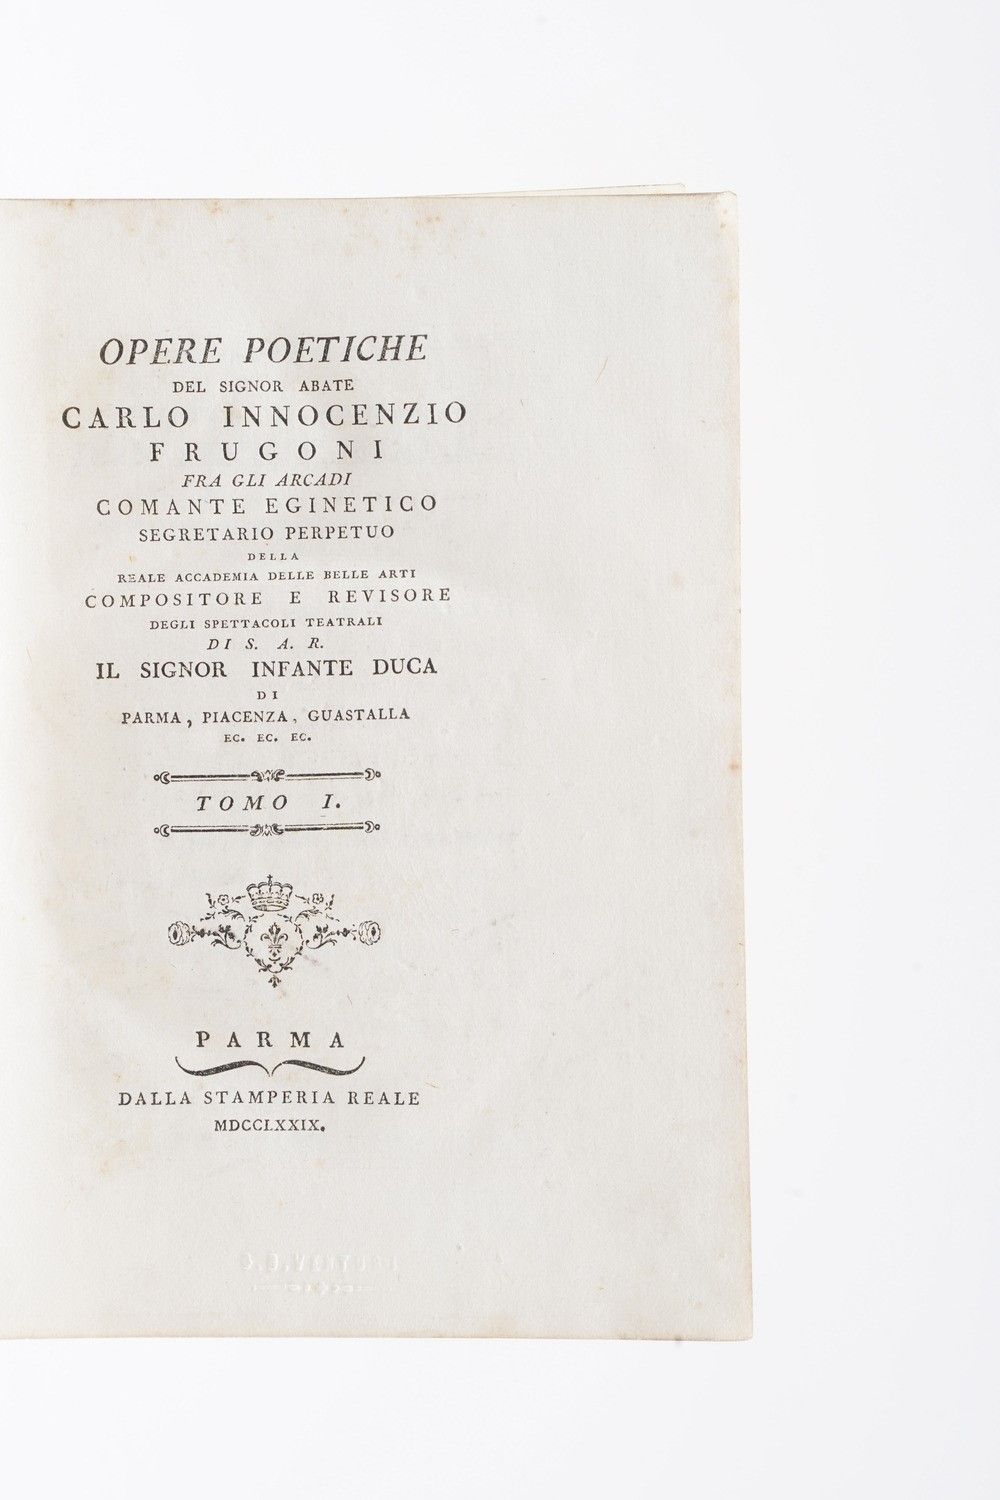 OPERE POETICHE
DEL SIGNOR ABATE
CARLO INNOCENZIO
FRUGONI
FRA GLI ARCADI
COMANTE EGINETICO
SEGRETARIO PERPETUO
DELLA
REALE ACCADEMIA DELLE BELLE ARTI
COMPOSITORE E REVISORE
DEGLI SPETTACOLI TEATRALI
DI S. A. R.
IL SIGNOR INFANTE DUCA
DI
PARMA, PIACENZA, GUASTALLA
EC. EC. EC.
TOMO I.
PARMA
DALLA STAMPERIA REALE
MDCCLXXIX.